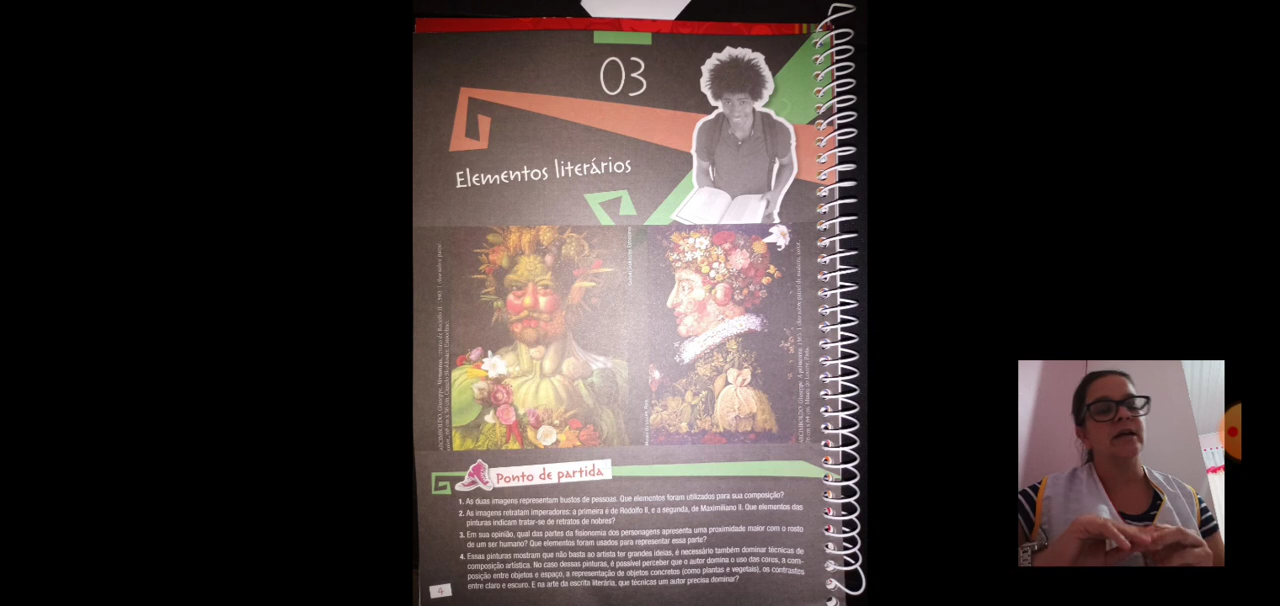 03
Elementos literários
Ponto de partida
1. As duas imagens representam bustos de pessoas. Que elementos foram utilizados para sua composição?
2. As imagens retratam imperadores: a primeira é de Rodolfo II, e a segunda, de Maximiliano II. Que elementos das
pinturas indicam tratar-se de retratos de nobres?
3. Em sua opinião, qual das partes da fisionomia dos personagens apresenta uma proximidade maior com o rosto
de um ser humano? Que elementos foram usados para representar essa parte?
4. Essas pinturas mostram que não basta ao artista ter grandes ideias, é necessário também dominar técnicas de
composição artística. No caso dessas pinturas, é possível perceber que o autor domina o uso das cores, a com-
posição entre objetos e espaço, a representação de objetos concretos (como plantas e vegetais), os contrastes
entre claro e escuro. E na arte da escrita literária, que técnicas um autor precisa dominar?
4